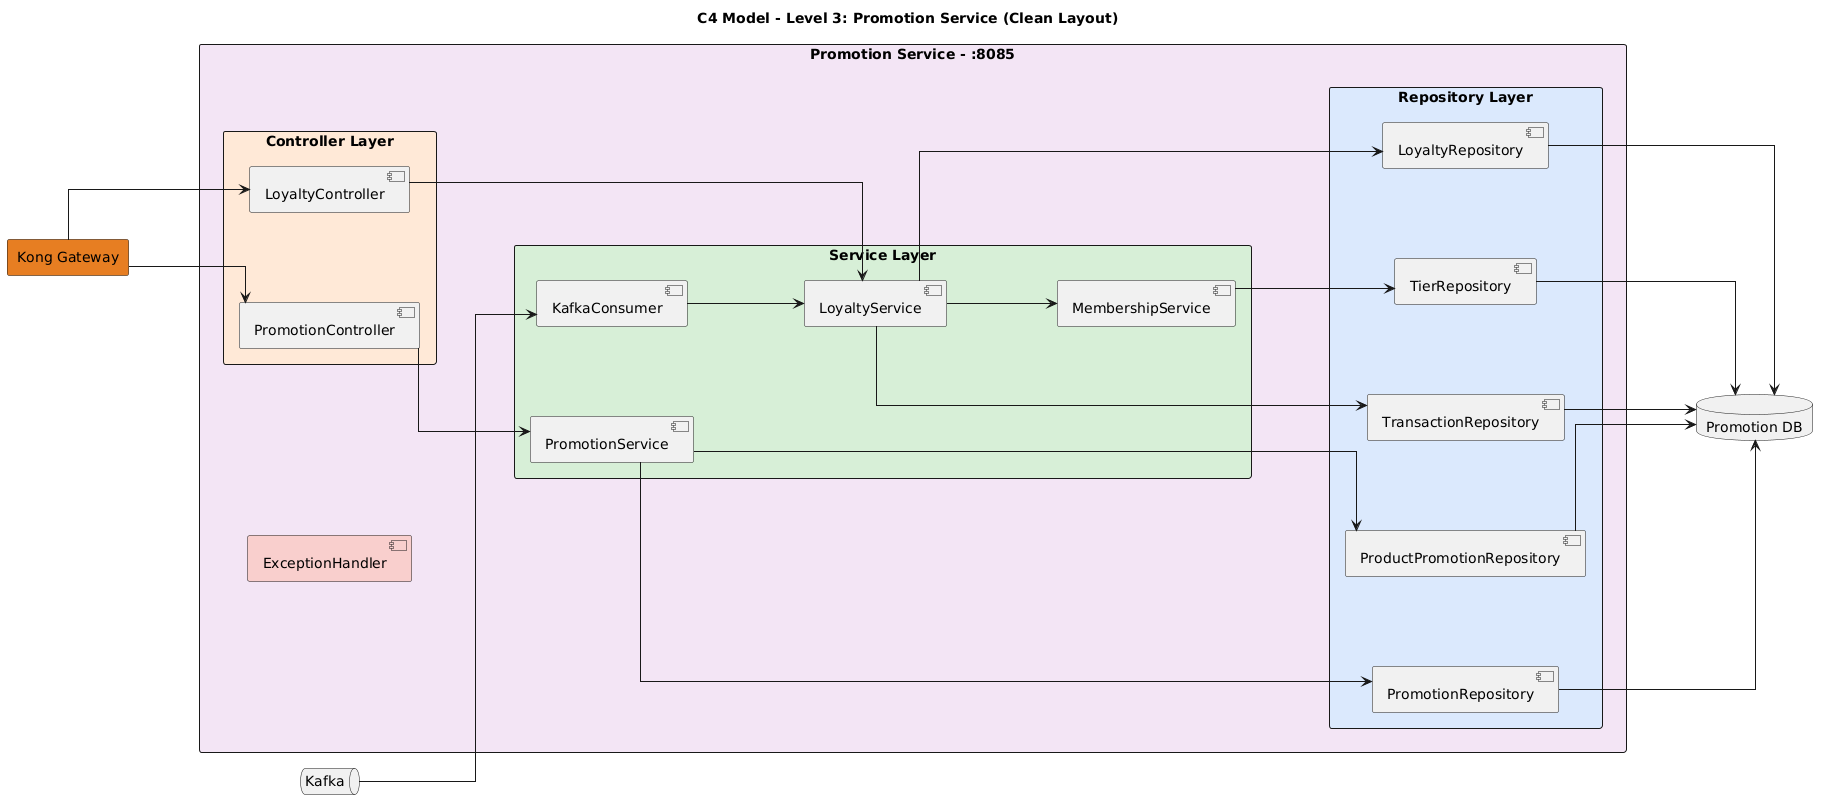 C4 Model - Level 3: Promotion Service (Clean Layout)
Promotion Service - :8085
Repository Layer
Controller Layer
LoyaltyRepository
LoyaltyController
Kong Gateway
Service Layer
KafkaConsumer
LoyaltyService
MembershipService
TierRepository
PromotionController
TransactionRepository
Promotion DB
PromotionService
ExceptionHandler
ProductPromotionRepository
PromotionRepository
Kafka